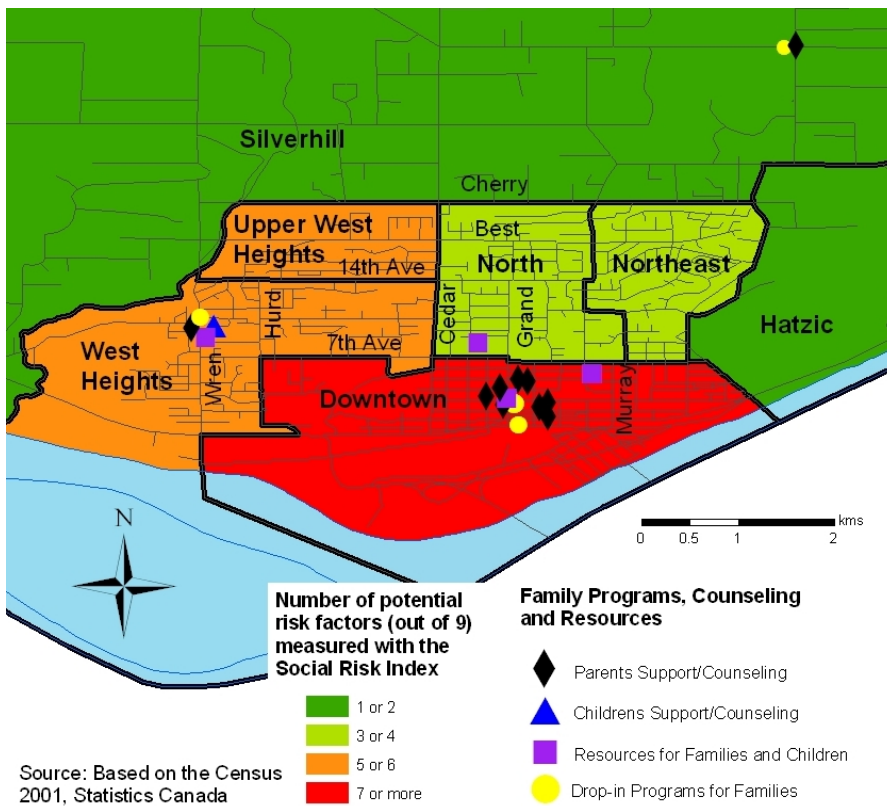 Silverhill
Cherry
Upper West
Heights
Best
14th Ave
North
Northeast
Cedar
Grand
Hurd
Hatzic
West
Heights
Wren
7th Ave
Downtown
Murray
N
kms
0 0.5 1 2
Number of potential
risk factors (out of 9)
measured with the
Social Risk Index
1 or 2
3 or 4
5 or 6
7 or more
Family Programs, Counseling
and Resources
Parents Support/Counseling
Childrens Support/Counseling
Resources for Families and Children
Drop-in Programs for Families
Source: Based on the Census
2001, Statistics Canada